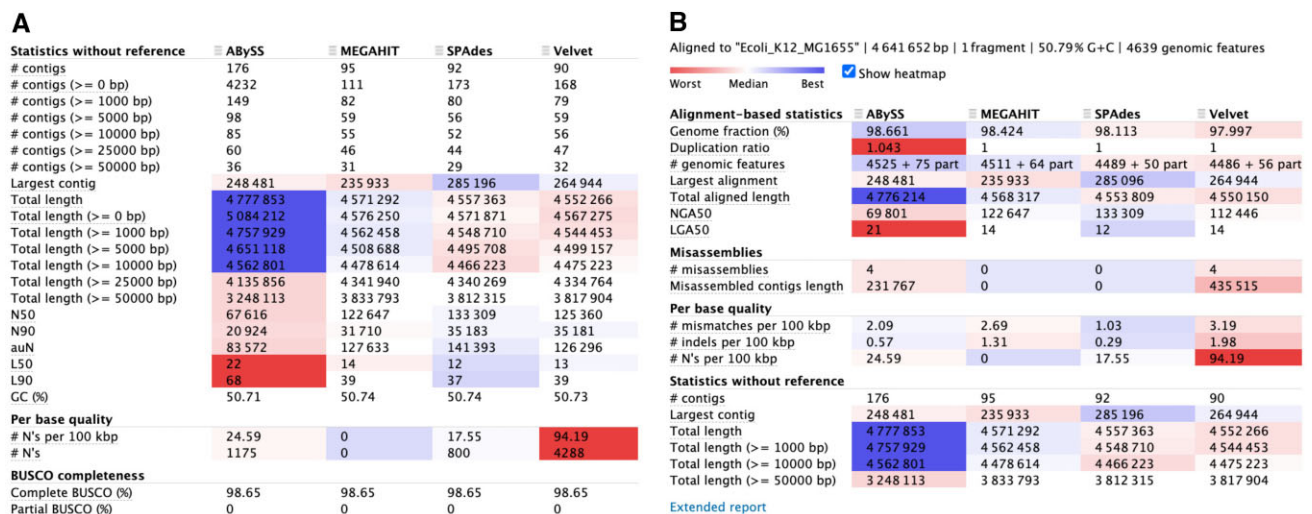 A
Statistics without reference ABySS MEGAHIT SPAdes Velvet
# contigs 176 95 92 90
# contigs (>= 0 bp) 4232 111 173 168
# contigs (>= 1000 bp) 149 82 80 79
# contigs (>= 5000 bp) 98 59 56 59
# contigs (>= 10000 bp) 85 55 52 56
# contigs (>= 25000 bp) 60 46 44 47
# contigs (>= 50000 bp) 36 31 29 32
Largest contig 248 481 235 933 285 196 264 944
Total length 4 777 853 4 571 292 4 557 363 4 552 266
Total length (>= 0 bp) 5 084 212 4 576 250 4 571 871 4 567 275
Total length (>= 1000 bp) 4 757 929 4 562 458 4 548 710 4 544 453
Total length (>= 5000 bp) 4 651 118 4 508 688 4 495 708 4 499 157
Total length (>= 10000 bp) 4 562 801 4 478 614 4 466 223 4 475 223
Total length (>= 25000 bp) 4 135 856 4 341 940 4 340 269 4 334 764
Total length (>= 50000 bp) 3 248 113 3 833 793 3 812 315 3 817 904
N50 67 616 122 647 133 309 125 360
N90 20 924 31 710 35 183 35 181
auN 83 572 127 633 141 393 126 296
L50 22 14 12 13
L90 68 39 37 39
GC (%) 50.71 50.74 50.74 50.73
Per base quality
# N's per 100 kbp 24.59 0 17.55 94.19
# N's 1175 0 800 4288
BUSCO completeness
Complete BUSCO (%) 98.65 98.65 98.65 98.65
Partial BUSCO (%) 0 0 0 0
B
Aligned to "Ecoli_K12_MG1655" | 4 641 652 bp | 1 fragment | 50.79% G+C | 4639 genomic features
Worst Median Best Show heatmap
Alignment-based statistics ABySS MEGAHIT SPAdes Velvet
Genome fraction (%) 98.661 98.424 98.113 97.997
Duplication ratio 1.043 1 1 1
# genomic features 4525 + 75 part 4511 + 64 part 4489 + 50 part 4486 + 56 part
Largest alignment 248 481 235 933 285 096 264 944
Total aligned length 4 776 214 4 568 317 4 553 809 4 550 150
NGA50 69 801 122 647 133 309 112 446
LGA50 21 14 12 14
Misassemblies
# misassemblies 4 0 0 4
Misassembled contigs length 231 767 0 0 435 515
Per base quality
# mismatches per 100 kbp 2.09 2.69 1.03 3.19
# indels per 100 kbp 0.57 1.31 0.29 1.98
# N's per 100 kbp 24.59 0 17.55 94.19
Statistics without reference
# contigs 176 95 92 90
Largest contig 248 481 235 933 285 196 264 944
Total length 4 777 853 4 571 292 4 557 363 4 552 266
Total length (>= 1000 bp) 4 757 929 4 562 458 4 548 710 4 544 453
Total length (>= 10000 bp) 4 562 801 4 478 614 4 466 223 4 475 223
Total length (>= 50000 bp) 3 248 113 3 833 793 3 812 315 3 817 904
Extended report